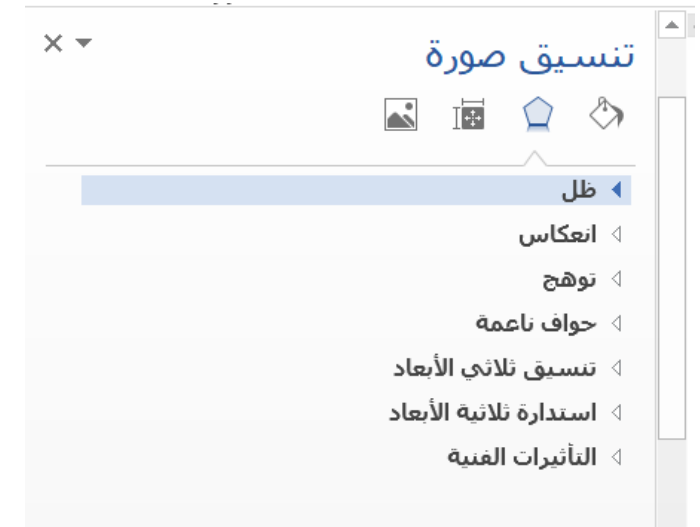 تنسيق صورة
ظل
انعكاس
توهج
حواف ناعمة
تنسيق ثلاثي الأبعاد
استدارة ثلاثية الأبعاد
التأثيرات الفنية